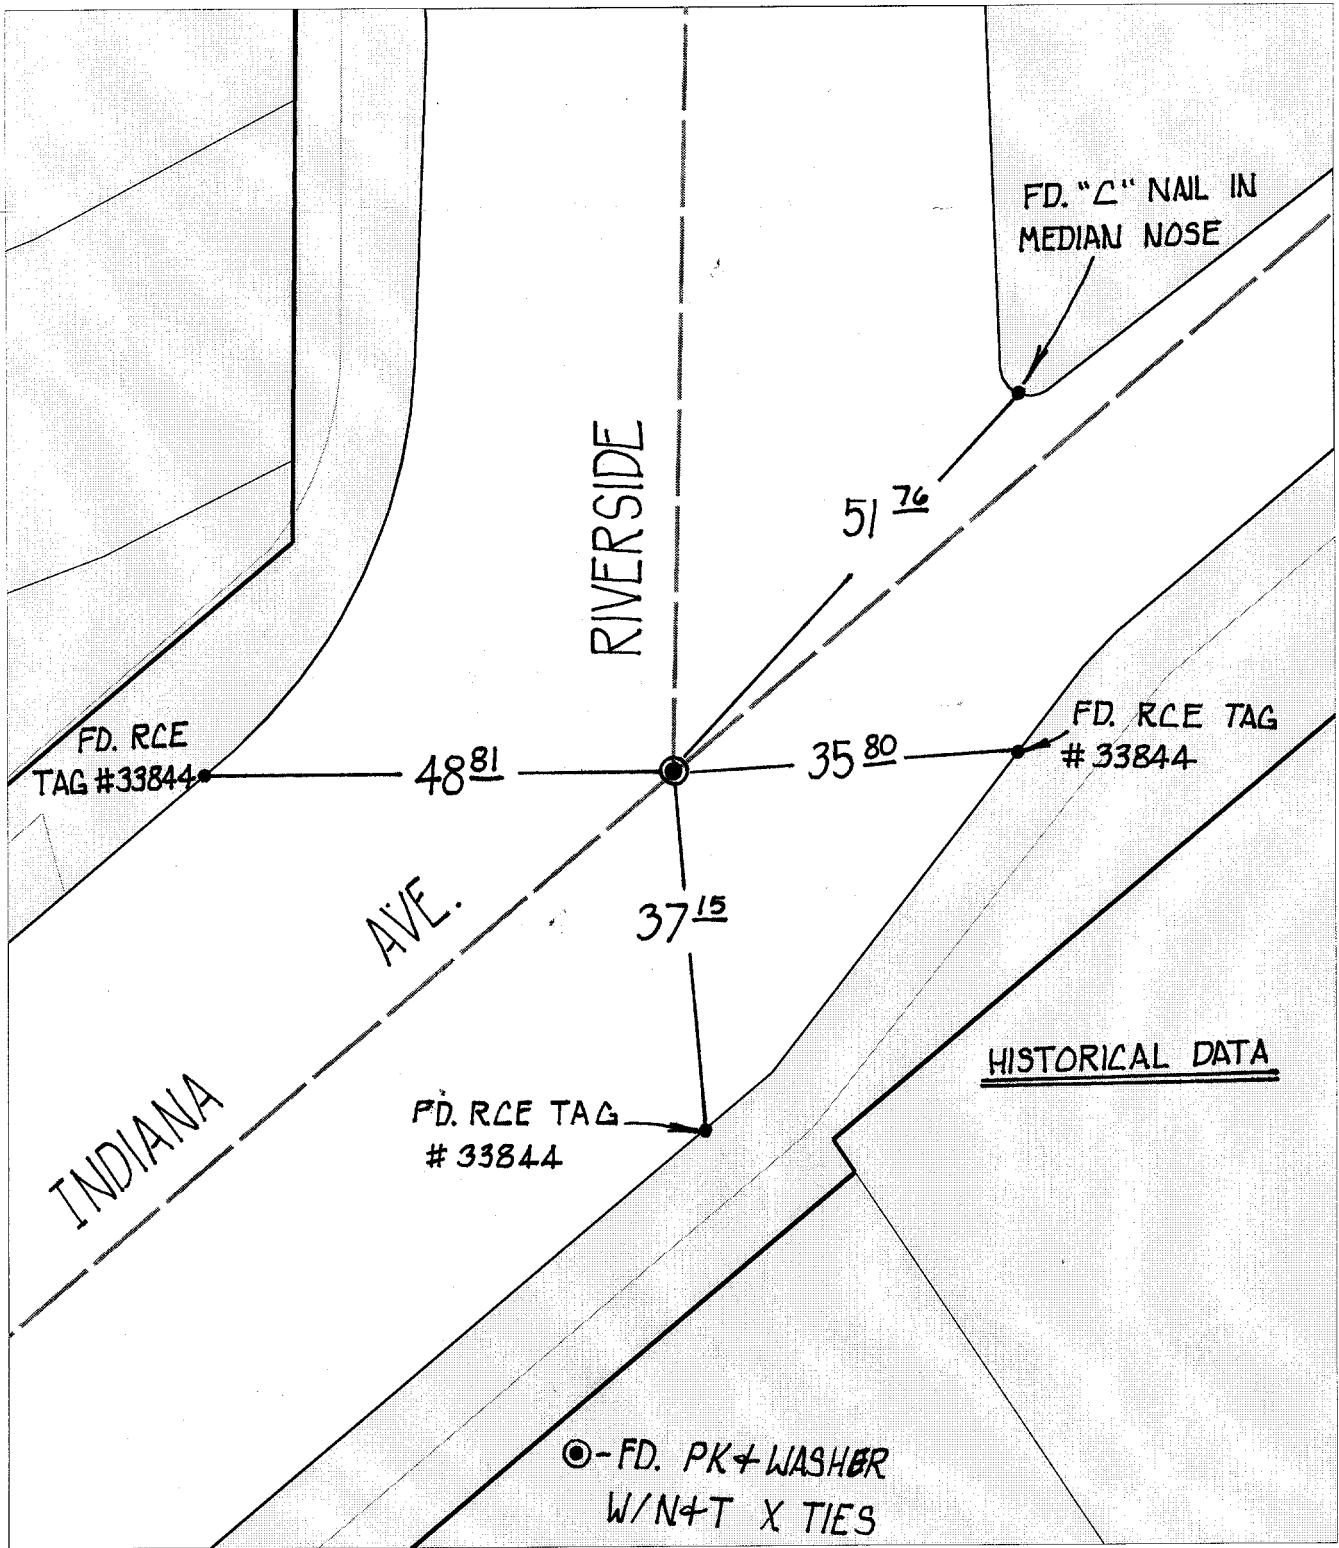 FD. "C" NAIL IN
MEDIAN NOSE
RIVERSIDE
51 76
FD. RCE
TAG #33844
48 81
35 80
FD. RCE TAG
# 33844
37 15
AVE.
INDIANA
FD. RCE TAG
# 33844
HISTORICAL DATA
- FD. PK & WASHER
W/N&T X TIES